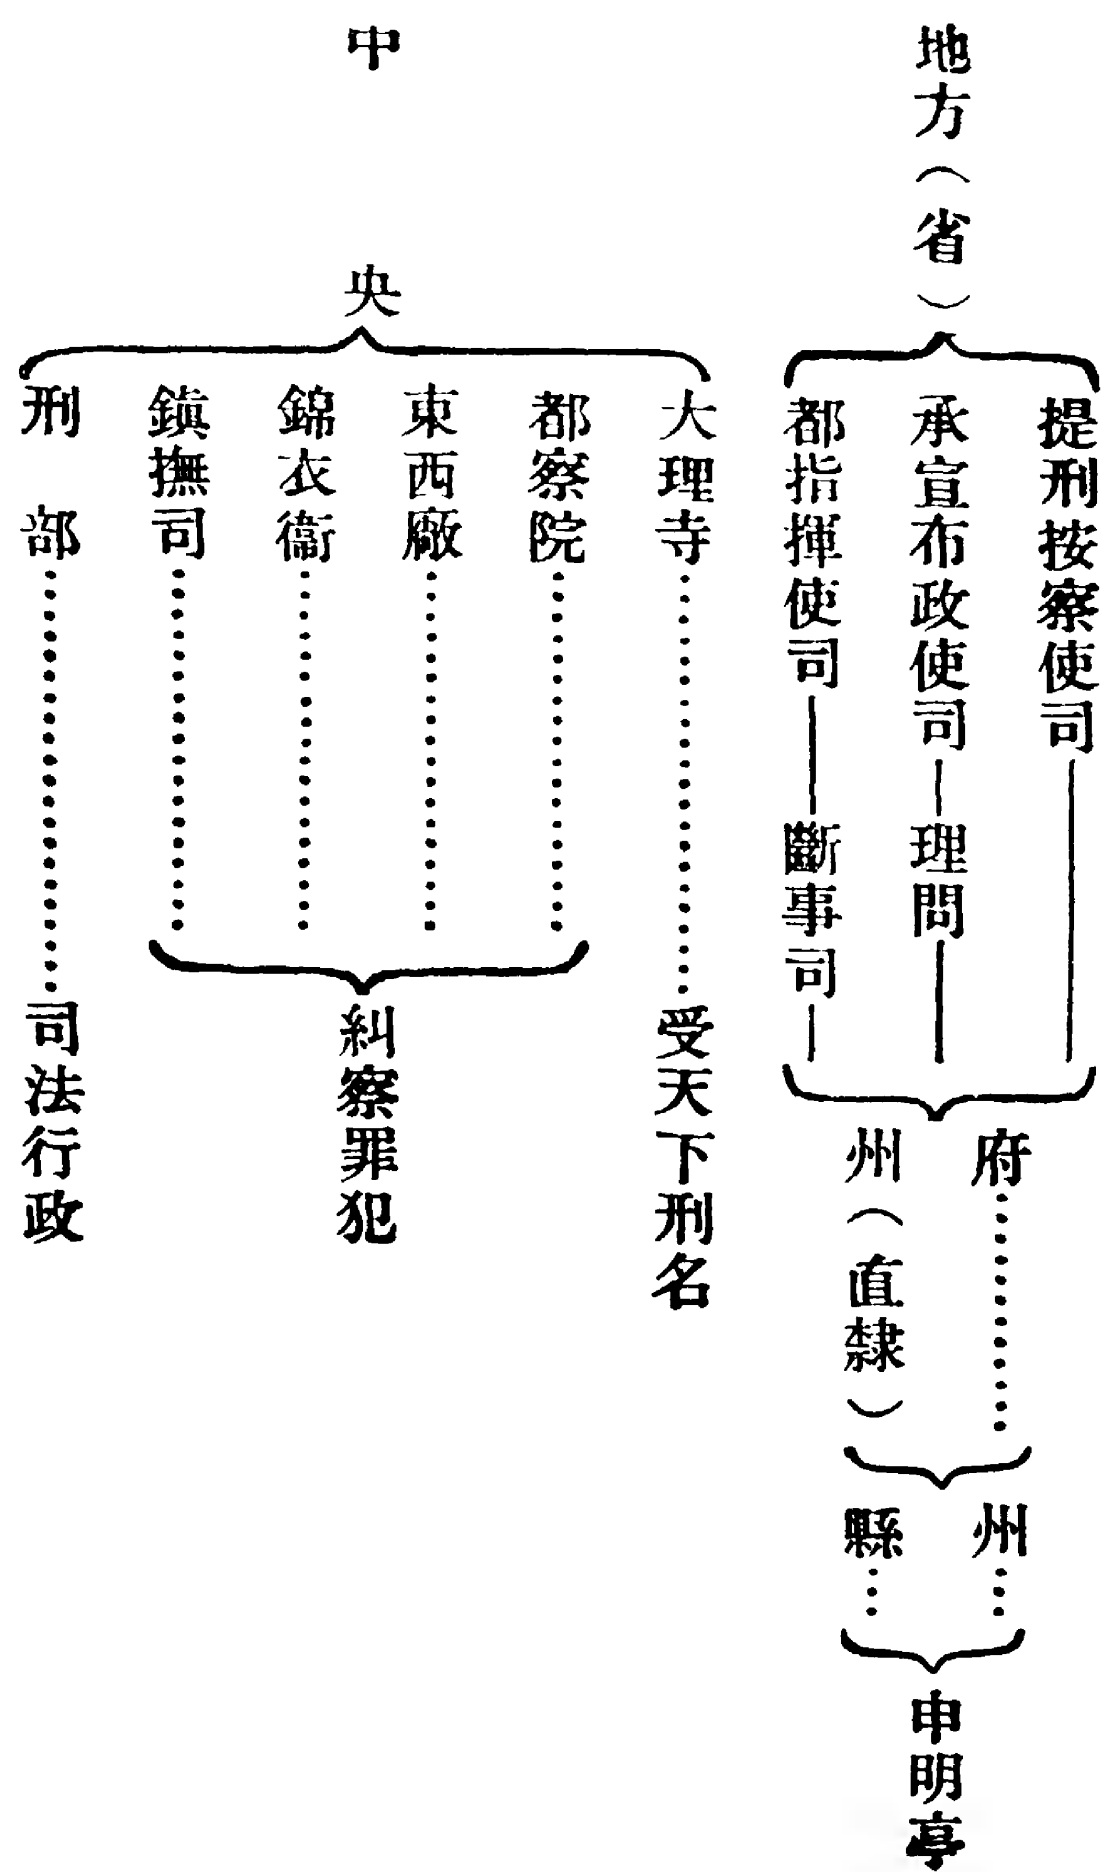 地方（省）
提刑按察使司
承宣布政使司
理問
都指揮使司
斷事司
府
州（直隸）
州
縣
申明亭
中央
大理寺
受天下刑名
都察院
東西廠
錦衣衞
鎭撫司
糾察罪犯
刑部
司法行政